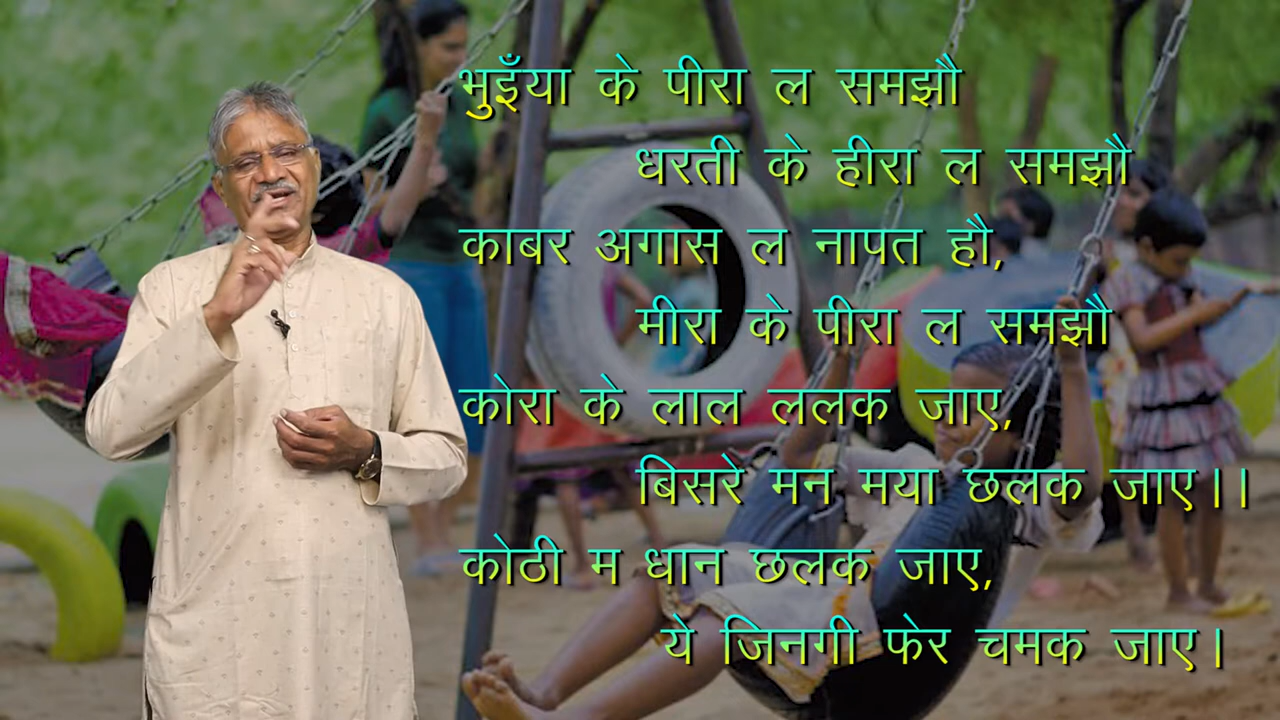 भुइँया के पीरा ल समझौ
धरती के हीरा ल समझौ
काबर अगास ल नापत हौ,
मीरा के पीरा ल समझौ
कोरा के लाल ललक जाए,
बिसरे मन मया छलक जाए।।
कोठी म धान छलक जाए,
ये जिनगी फेर चमक जाए।